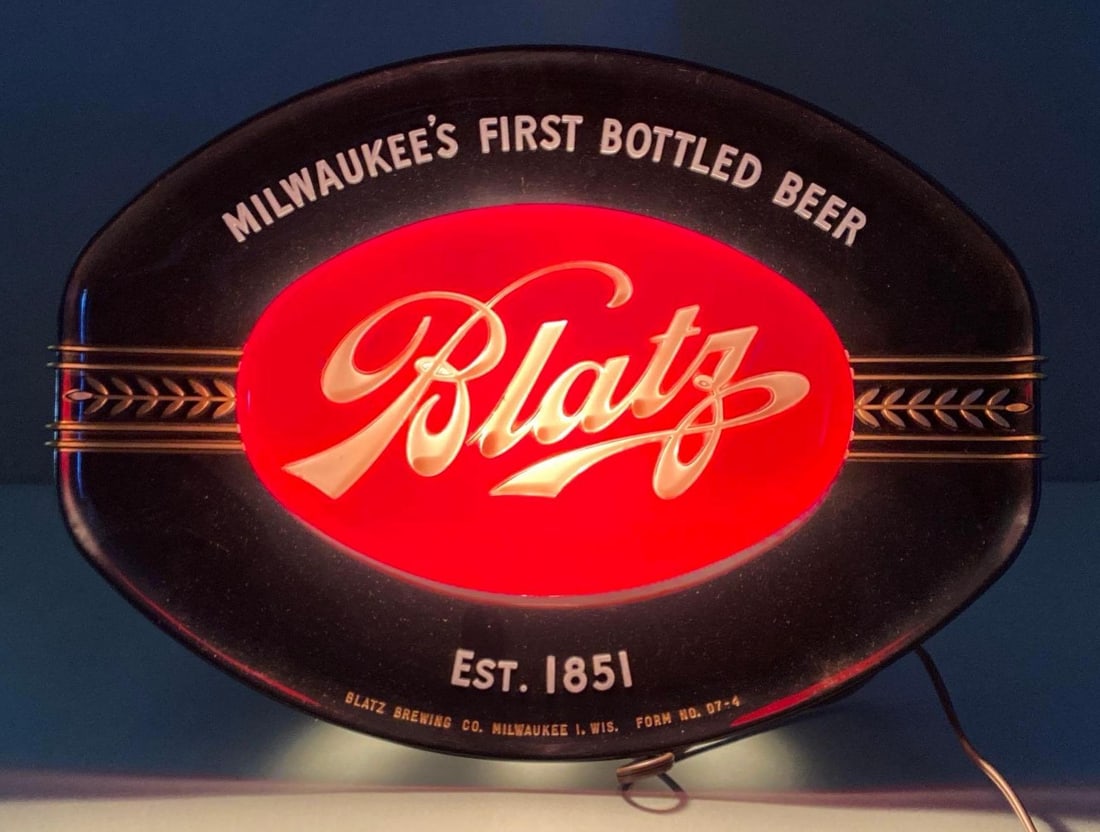 MILWAUKEE'S FIRST BOTTLED BEER
Blatz
EST. 1851
BLATZ BREWING CO. MILWAUKEE 1, WIS. FORM NO. 07-4